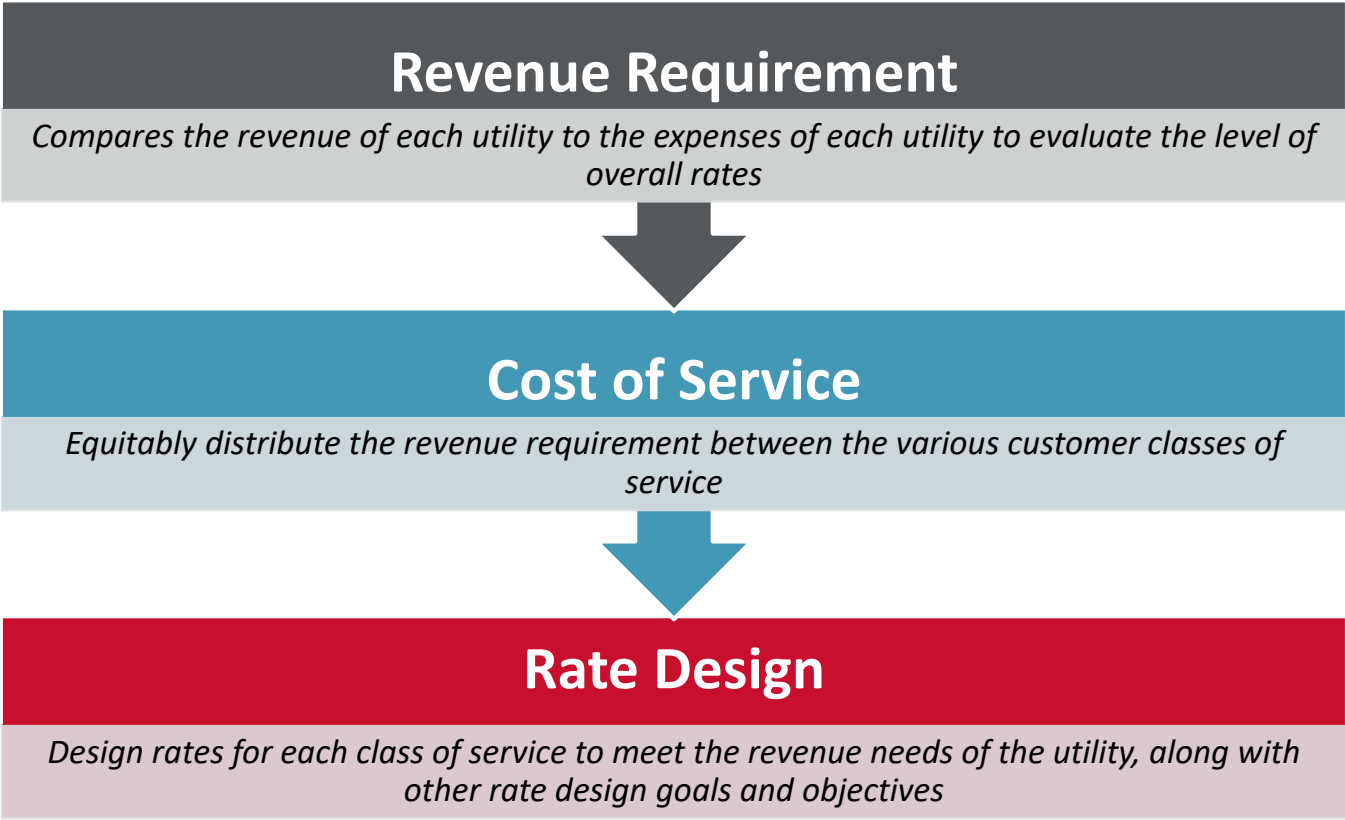 Revenue Requirement
Compares the revenue of each utility to the expenses of each utility to evaluate the level of
overall rates
Cost of Service
Equitably distribute the revenue requirement between the various customer classes of
service
Rate Design
Design rates for each class of service to meet the revenue needs of the utility, along with
other rate design goals and objectives